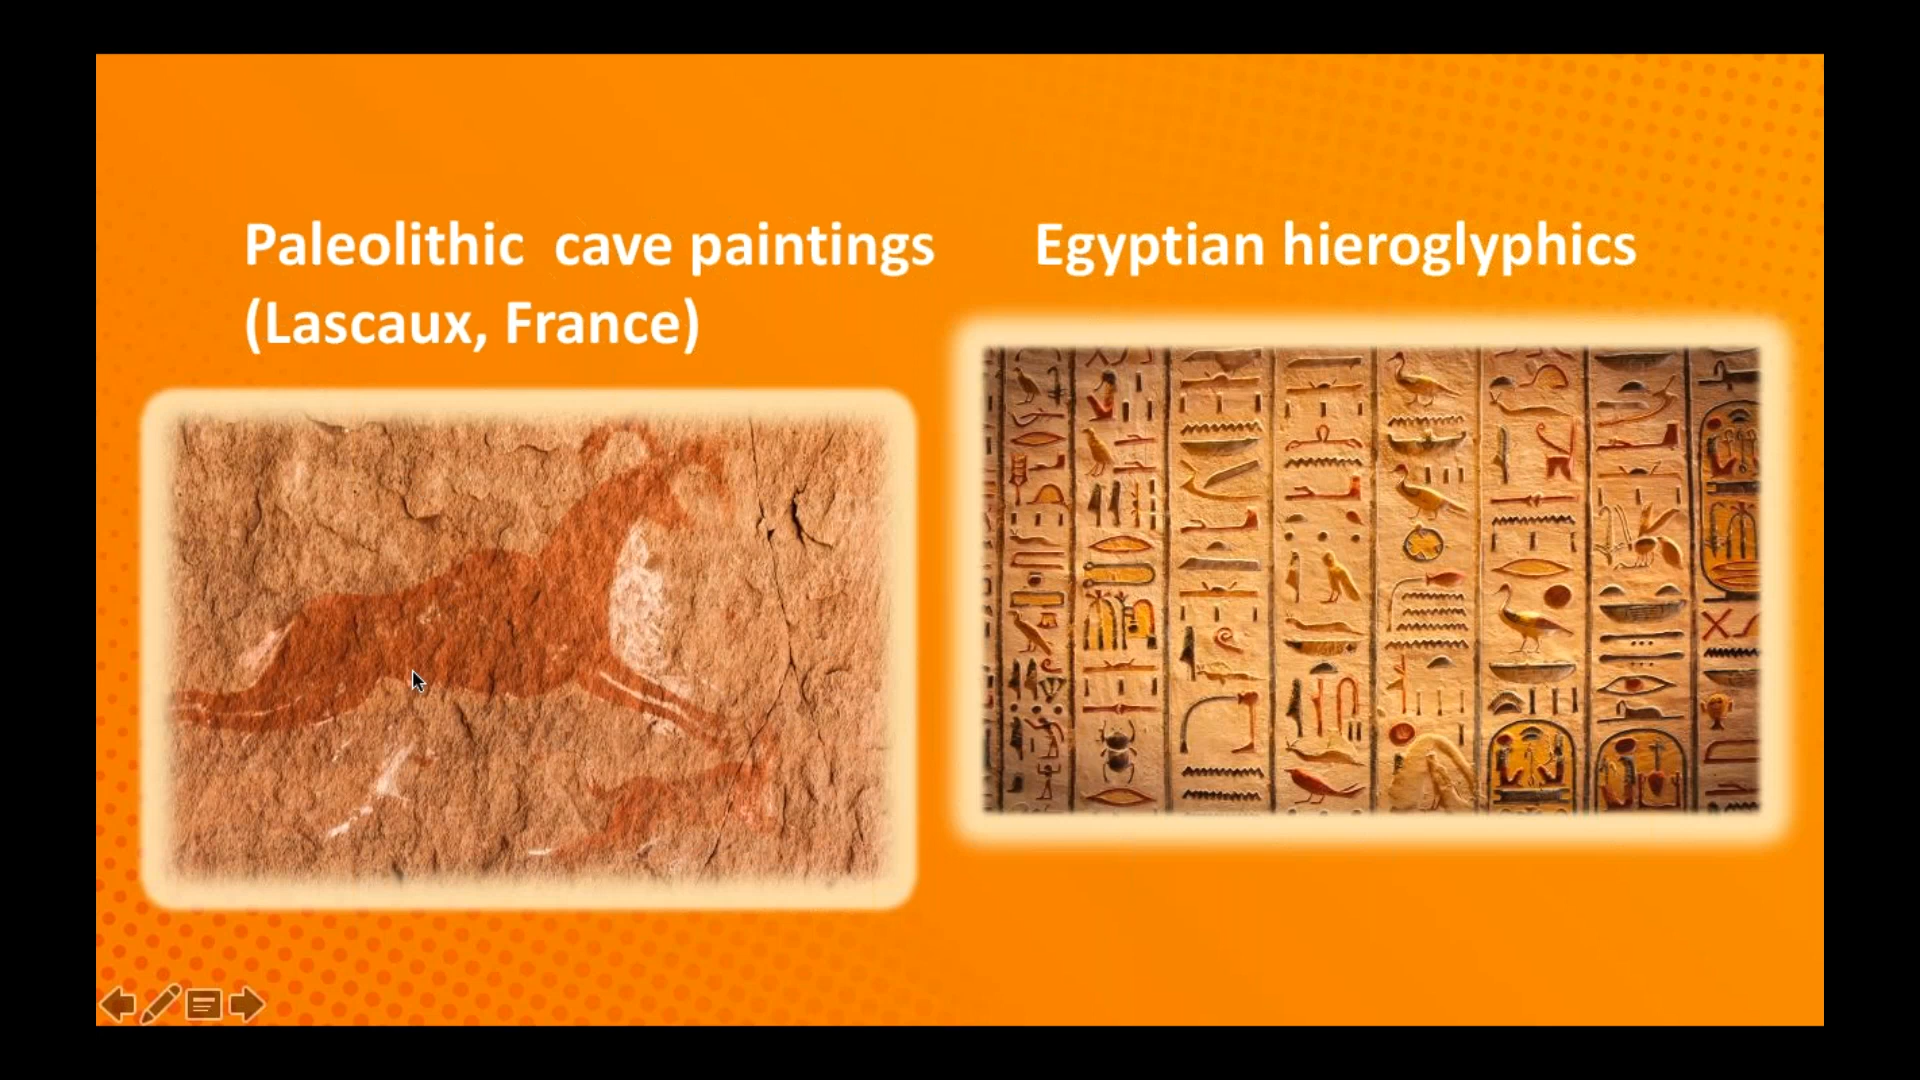 Paleolithic  cave paintings
(Lascaux, France)
Egyptian hieroglyphics